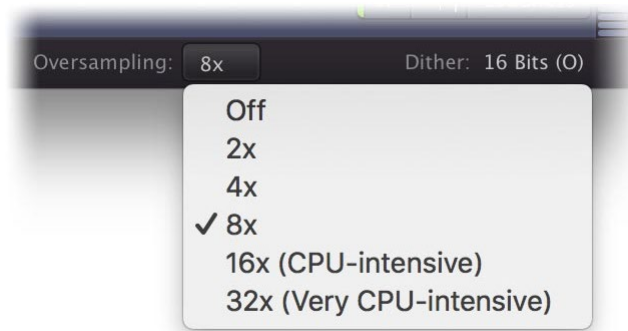 Oversampling: 8x Dither: 16 Bits (O)
Off
2x
4x
✓ 8x
16x (CPU-intensive)
32x (Very CPU-intensive)